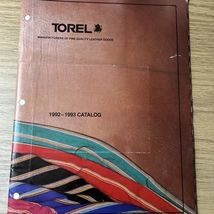 TOREL
MANUFACTURERS OF FINE QUALITY LEATHER GOODS
1992-1993 CATALOG